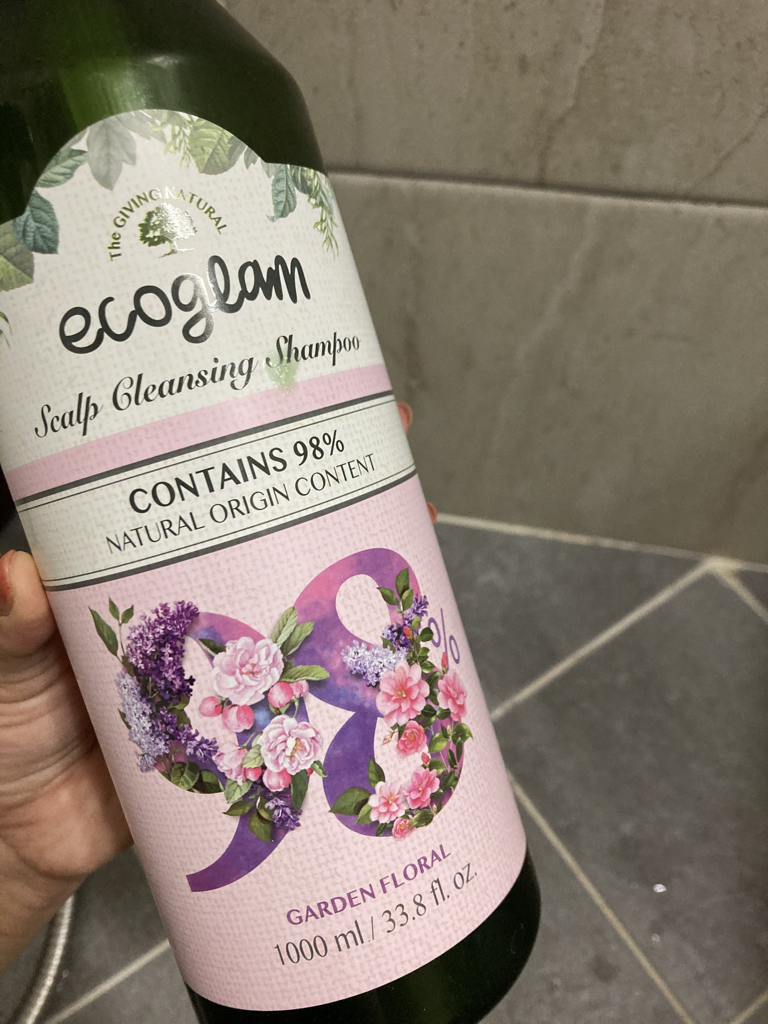 The GIVING NATURAL
ecoglam
Scalp Cleansing Shampoo
CONTAINS 98%
NATURAL ORIGIN CONTENT
98%
GARDEN FLORAL
1000 ml / 33.8 fl. oz.